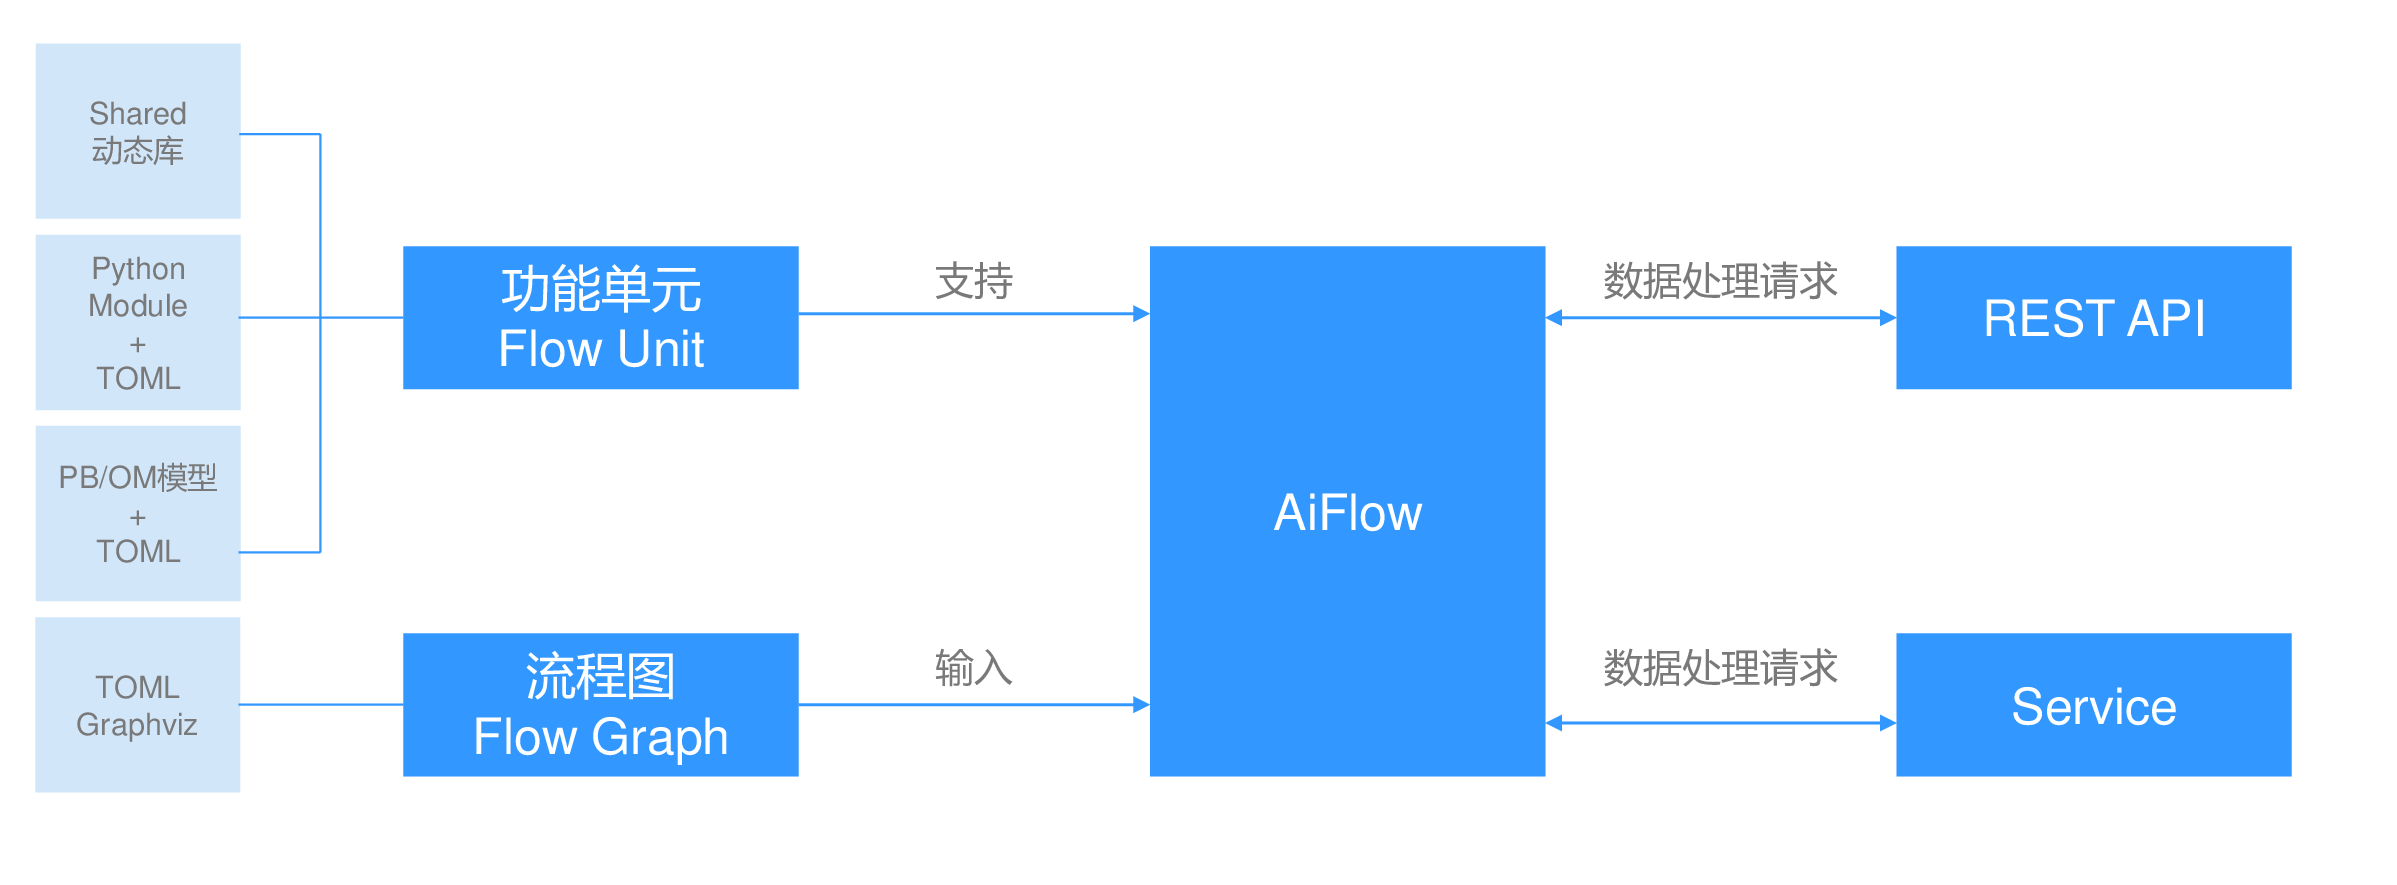 Shared
动态库
Python
Module
+
TOML
PB/OM模型
+
TOML
TOML
Graphviz
功能单元
Flow Unit
流程图
Flow Graph
支持
输入
AiFlow
数据处理请求
数据处理请求
REST API
Service